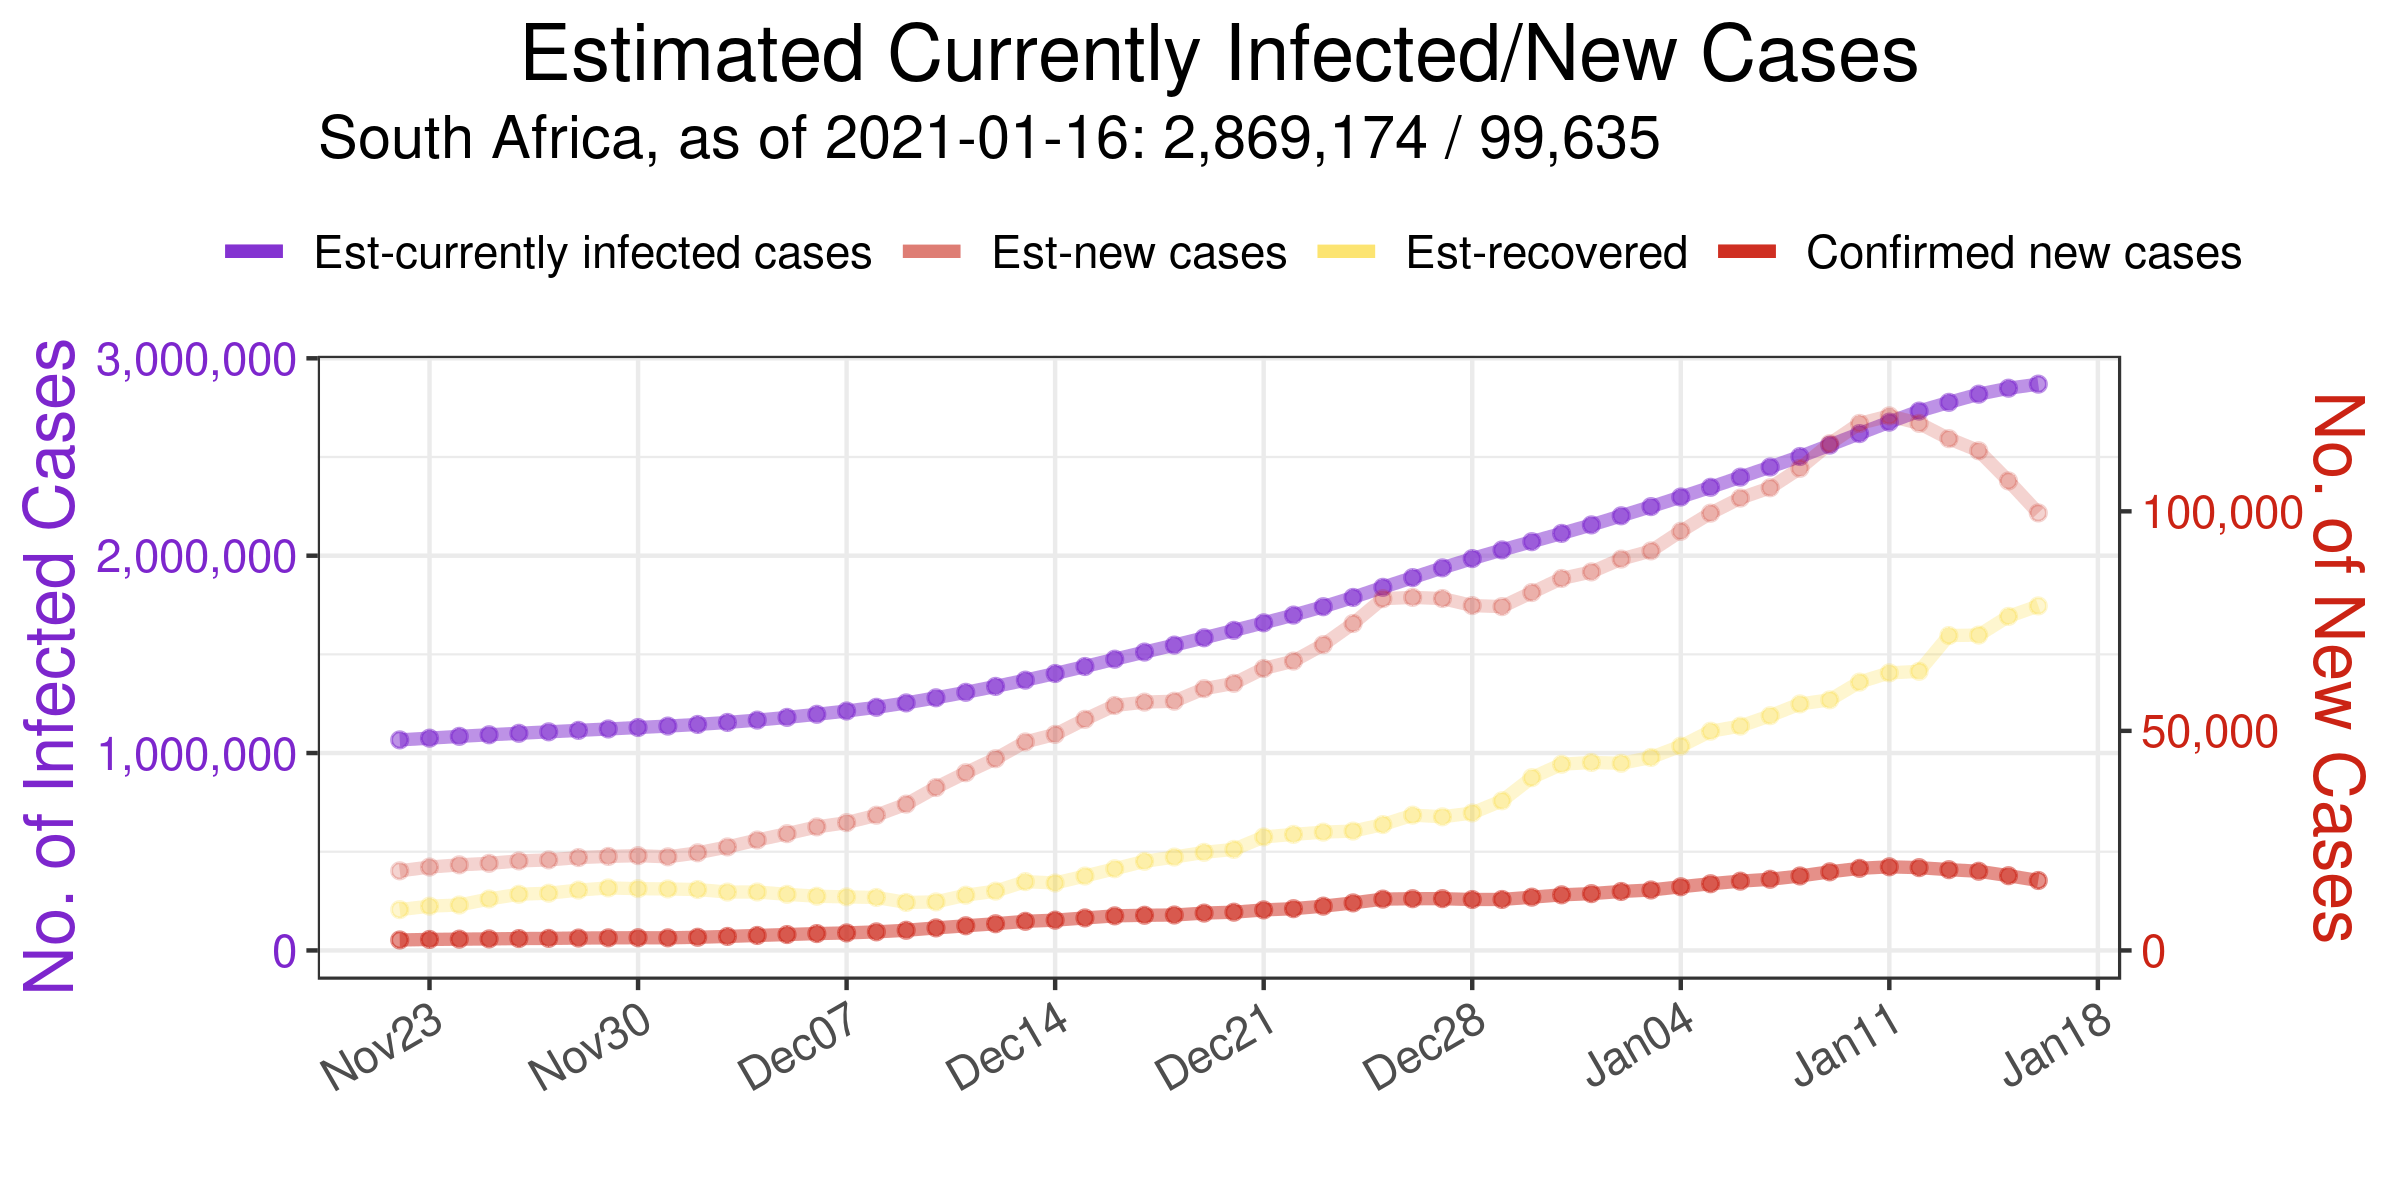 Estimated Currently Infected/New Cases
South Africa, as of 2021-01-16: 2,869,174 / 99,635
Est-currently infected cases Est-new cases Est-recovered Confirmed new cases
No. of Infected Cases
3,000,000
2,000,000
1,000,000
0
100,000
50,000
0
No. of New Cases
Nov23 Nov30 Dec07 Dec14 Dec21 Dec28 Jan04 Jan11 Jan18